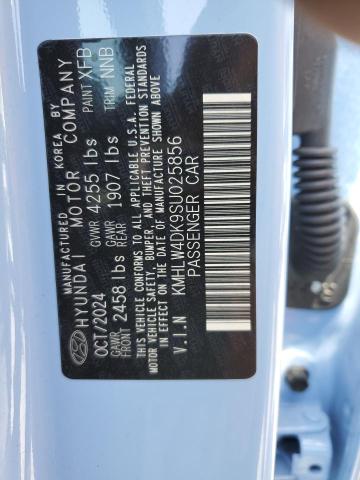 MANUFACTURED IN KOREA BY
HYUNDAI MOTOR COMPANY
OCT/2024 GVWR 4255 lbs PAINT XFB
GAWR FRONT 2458 lbs GAWR REAR 1907 lbs TRIM NNB
THIS VEHICLE CONFORMS TO ALL APPLICABLE U.S.A. FEDERAL
MOTOR VEHICLE SAFETY, BUMPER, AND THEFT PREVENTION STANDARDS
IN EFFECT ON THE DATE OF MANUFACTURE SHOWN ABOVE
V.I.N KMHLW4DK9SU025856
PASSENGER CAR